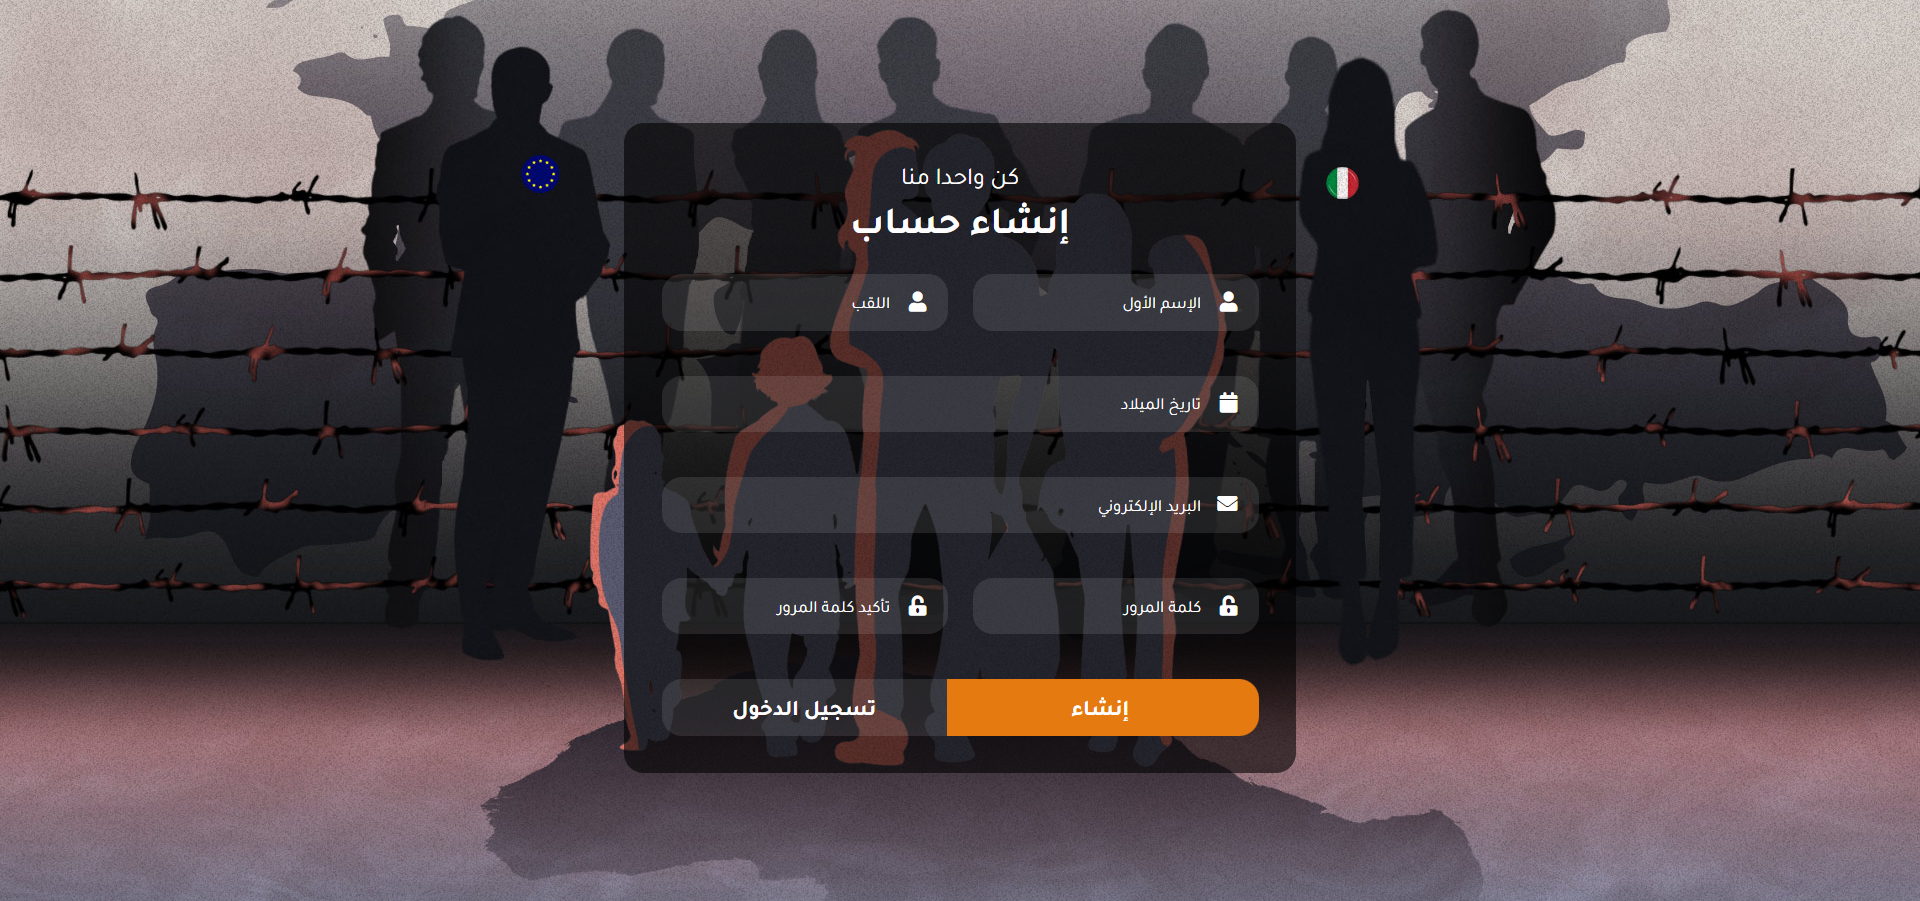 كن واحدا منا
إنشاء حساب
الإسم الأول
اللقب
تاريخ الميلاد
البريد الإلكتروني
كلمة المرور
تأكيد كلمة المرور
إنشاء
تسجيل الدخول